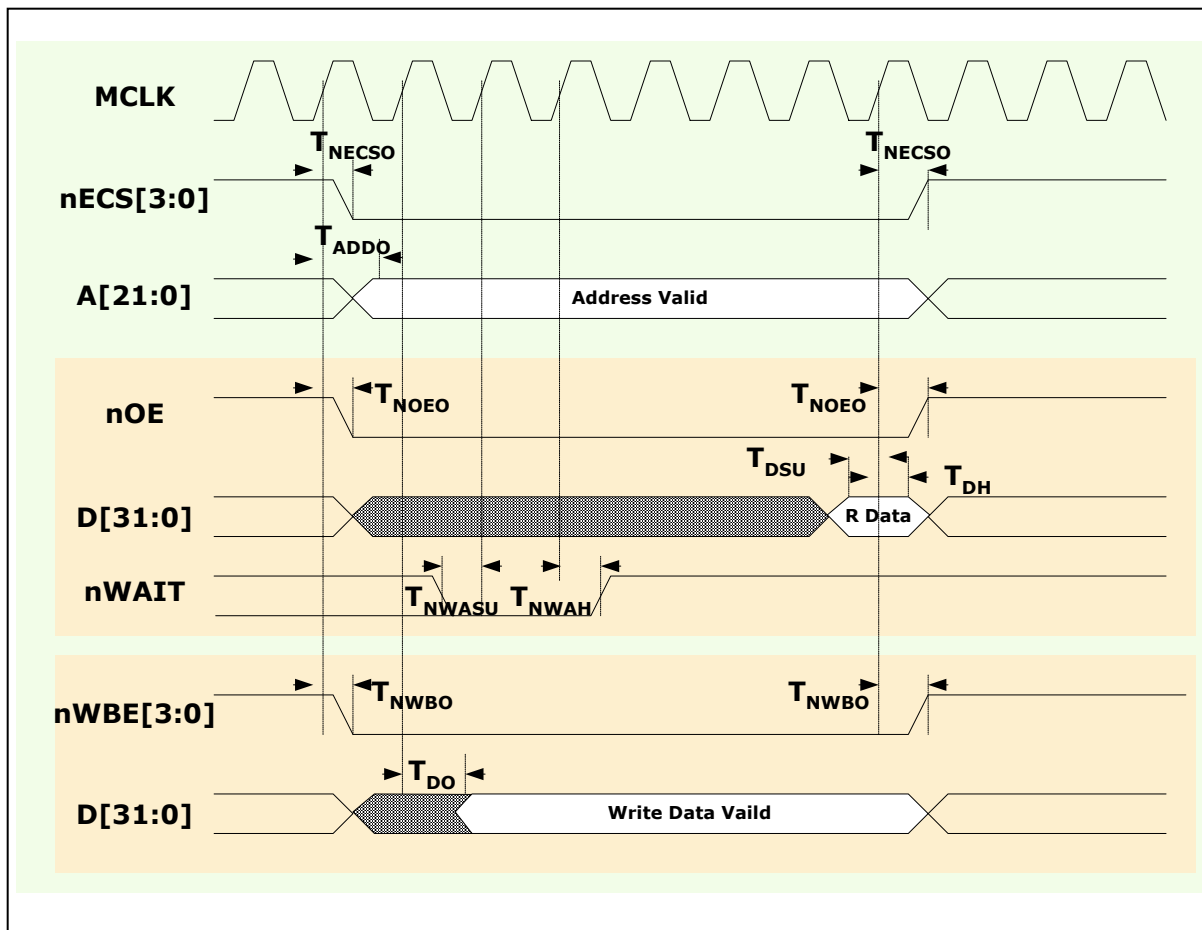 MCLK
TNECSO TNECSO
nECS[3:0]
TADDO
A[21:0] Address Valid
nOE TNOEO TNOEO
TDSU TDH
D[31:0] R Data
nWAIT TNWASU TNWAH
nWBE[3:0] TNWBO TNWBO
TDO
D[31:0] Write Data Vaild